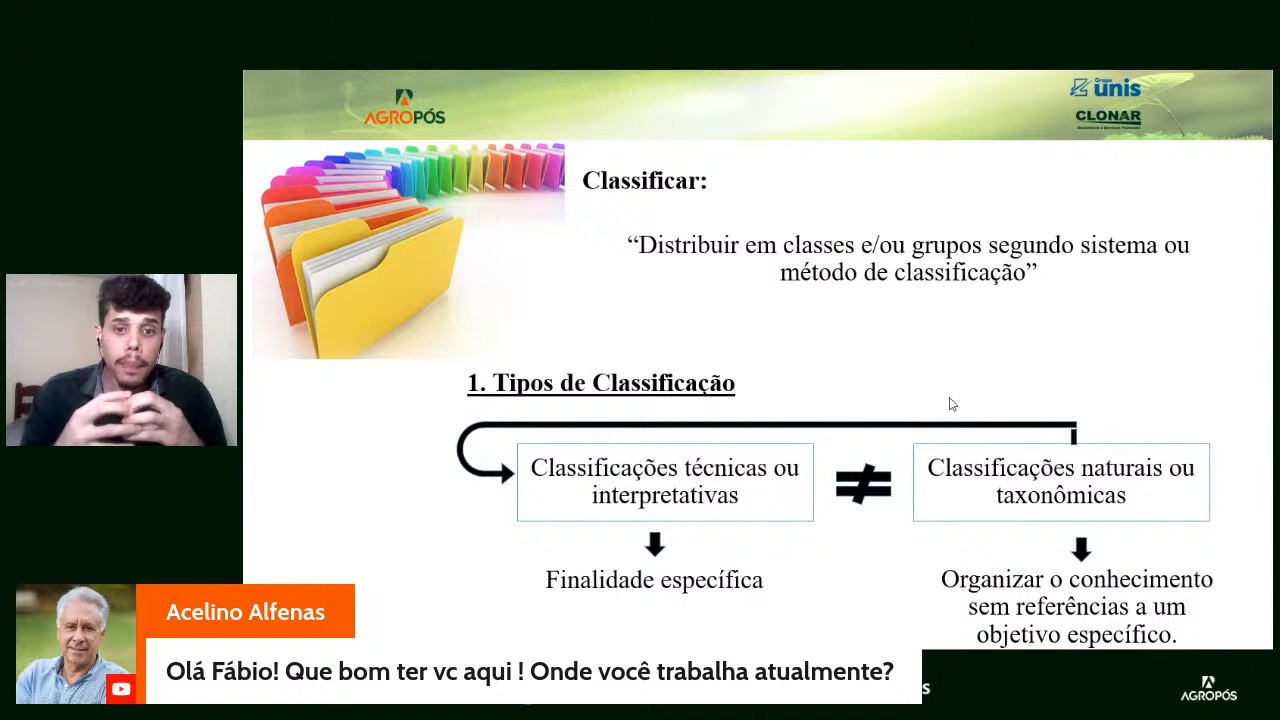 AGROPÓS
Grupo
unis
CLONAR
Classificar:
“Distribuir em classes e/ou grupos segundo sistema ou
método de classificação”
1. Tipos de Classificação
Classificações técnicas ou
interpretativas
Classificações naturais ou
taxonômicas
Finalidade específica
Organizar o conhecimento
sem referências a um
objetivo específico.
Acelino Alfenas
Olá Fábio! Que bom ter vc aqui ! Onde você trabalha atualmente?
AGROPÓS